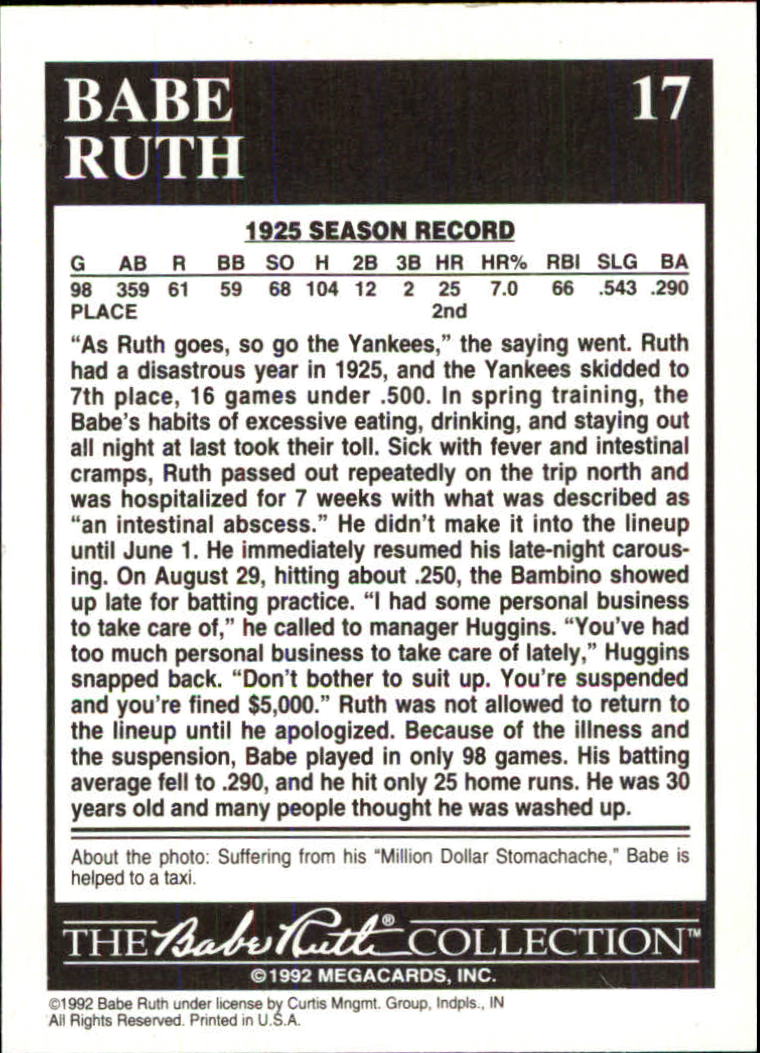 BABE
RUTH
17
1925 SEASON RECORD
G AB R BB SO H 2B 3B HR HR% RBI SLG BA
98 359 61 59 68 104 12 2 25 7.0 66 .543 .290
PLACE 2nd
“As Ruth goes, so go the Yankees,” the saying went. Ruth
had a disastrous year in 1925, and the Yankees skidded to
7th place, 16 games under .500. In spring training, the
Babe’s habits of excessive eating, drinking, and staying out
all night at last took their toll. Sick with fever and intestinal
cramps, Ruth passed out repeatedly on the trip north and
was hospitalized for 7 weeks with what was described as
“an intestinal abscess.” He didn’t make it into the lineup
until June 1. He immediately resumed his late-night carous-
ing. On August 29, hitting about .250, the Bambino showed
up late for batting practice. “I had some personal business
to take care of,” he called to manager Huggins. “You’ve had
too much personal business to take care of lately,” Huggins
snapped back. “Don’t bother to suit up. You’re suspended
and you’re fined $5,000.” Ruth was not allowed to return to
the lineup until he apologized. Because of the illness and
the suspension, Babe played in only 98 games. His batting
average fell to .290, and he hit only 25 home runs. He was 30
years old and many people thought he was washed up.
About the photo: Suffering from his “Million Dollar Stomachache,” Babe is
helped to a taxi.
THE Babe Ruth® COLLECTION™
©1992 MEGACARDS, INC.
©1992 Babe Ruth under license by Curtis Mngmt. Group, Indpls., IN
All Rights Reserved. Printed in U.S.A.